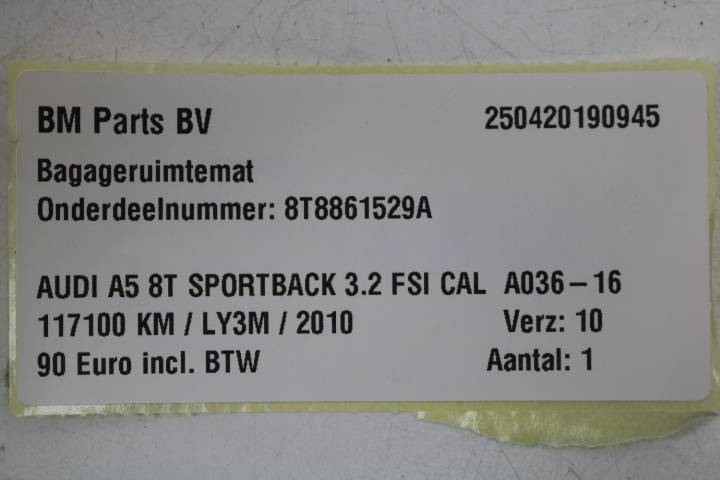 BM Parts BV 250420190945
Bagageruimtemat
Onderdeelnummer: 8T8861529A
AUDI A5 8T SPORTBACK 3.2 FSI CAL A036-16
117100 KM / LY3M / 2010 Verz: 10
90 Euro incl. BTW Aantal: 1